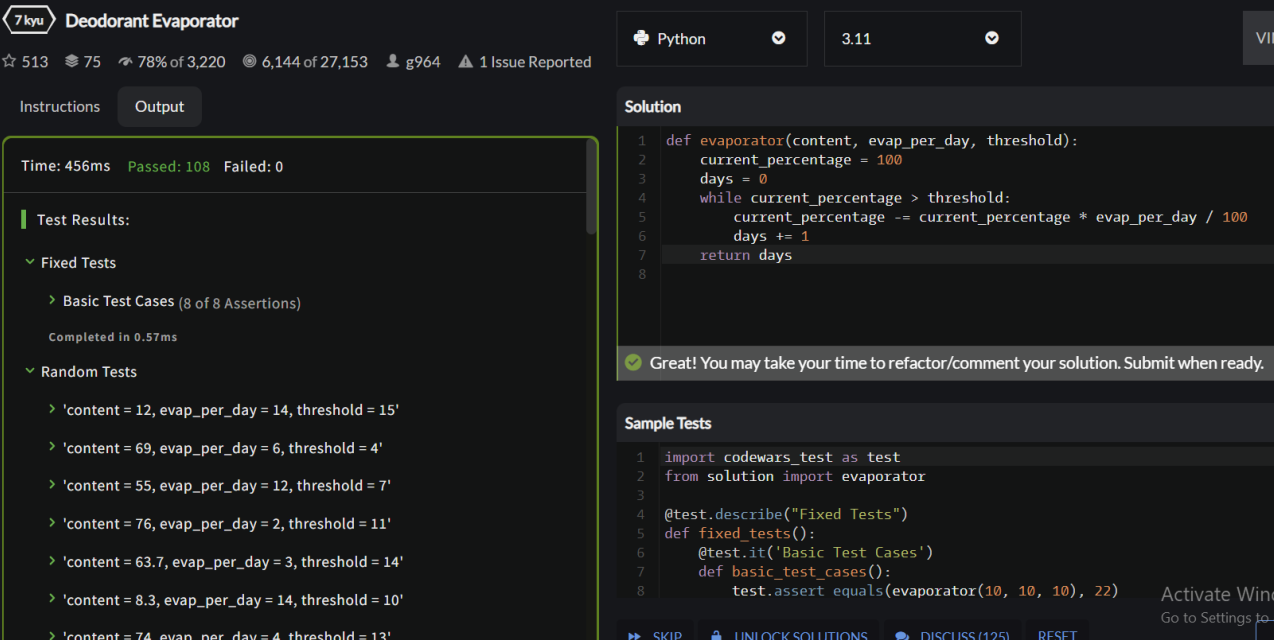 7 kyu Deodorant Evaporator
513 75 78% of 3,220 6,144 of 27,153 g964 1 Issue Reported
Instructions Output
Time: 456ms Passed: 108 Failed: 0
Test Results:
Fixed Tests
Basic Test Cases (8 of 8 Assertions)
Completed in 0.57ms
Random Tests
'content = 12, evap_per_day = 14, threshold = 15'
'content = 69, evap_per_day = 6, threshold = 4'
'content = 55, evap_per_day = 12, threshold = 7'
'content = 76, evap_per_day = 2, threshold = 11'
'content = 63.7, evap_per_day = 3, threshold = 14'
'content = 8.3, evap_per_day = 14, threshold = 10'
'content = 74, evap_per_day = 4, threshold = 13'
Python 3.11 VI
Solution
1 def evaporator(content, evap_per_day, threshold):
2 current_percentage = 100
3 days = 0
4 while current_percentage > threshold:
5 current_percentage -= current_percentage * evap_per_day / 100
6 days += 1
7 return days
8
Great! You may take your time to refactor/comment your solution. Submit when ready.
Sample Tests
1 import codewars_test as test
2 from solution import evaporator
3
4 @test.describe("Fixed Tests")
5 def fixed_tests():
6 @test.it('Basic Test Cases')
7 def basic_test_cases():
8 test.assert_equals(evaporator(10, 10, 10), 22)
Activate Win
Go to Settings to
SKIP UNLOCK SOLUTIONS DISCUSS (125) RESET